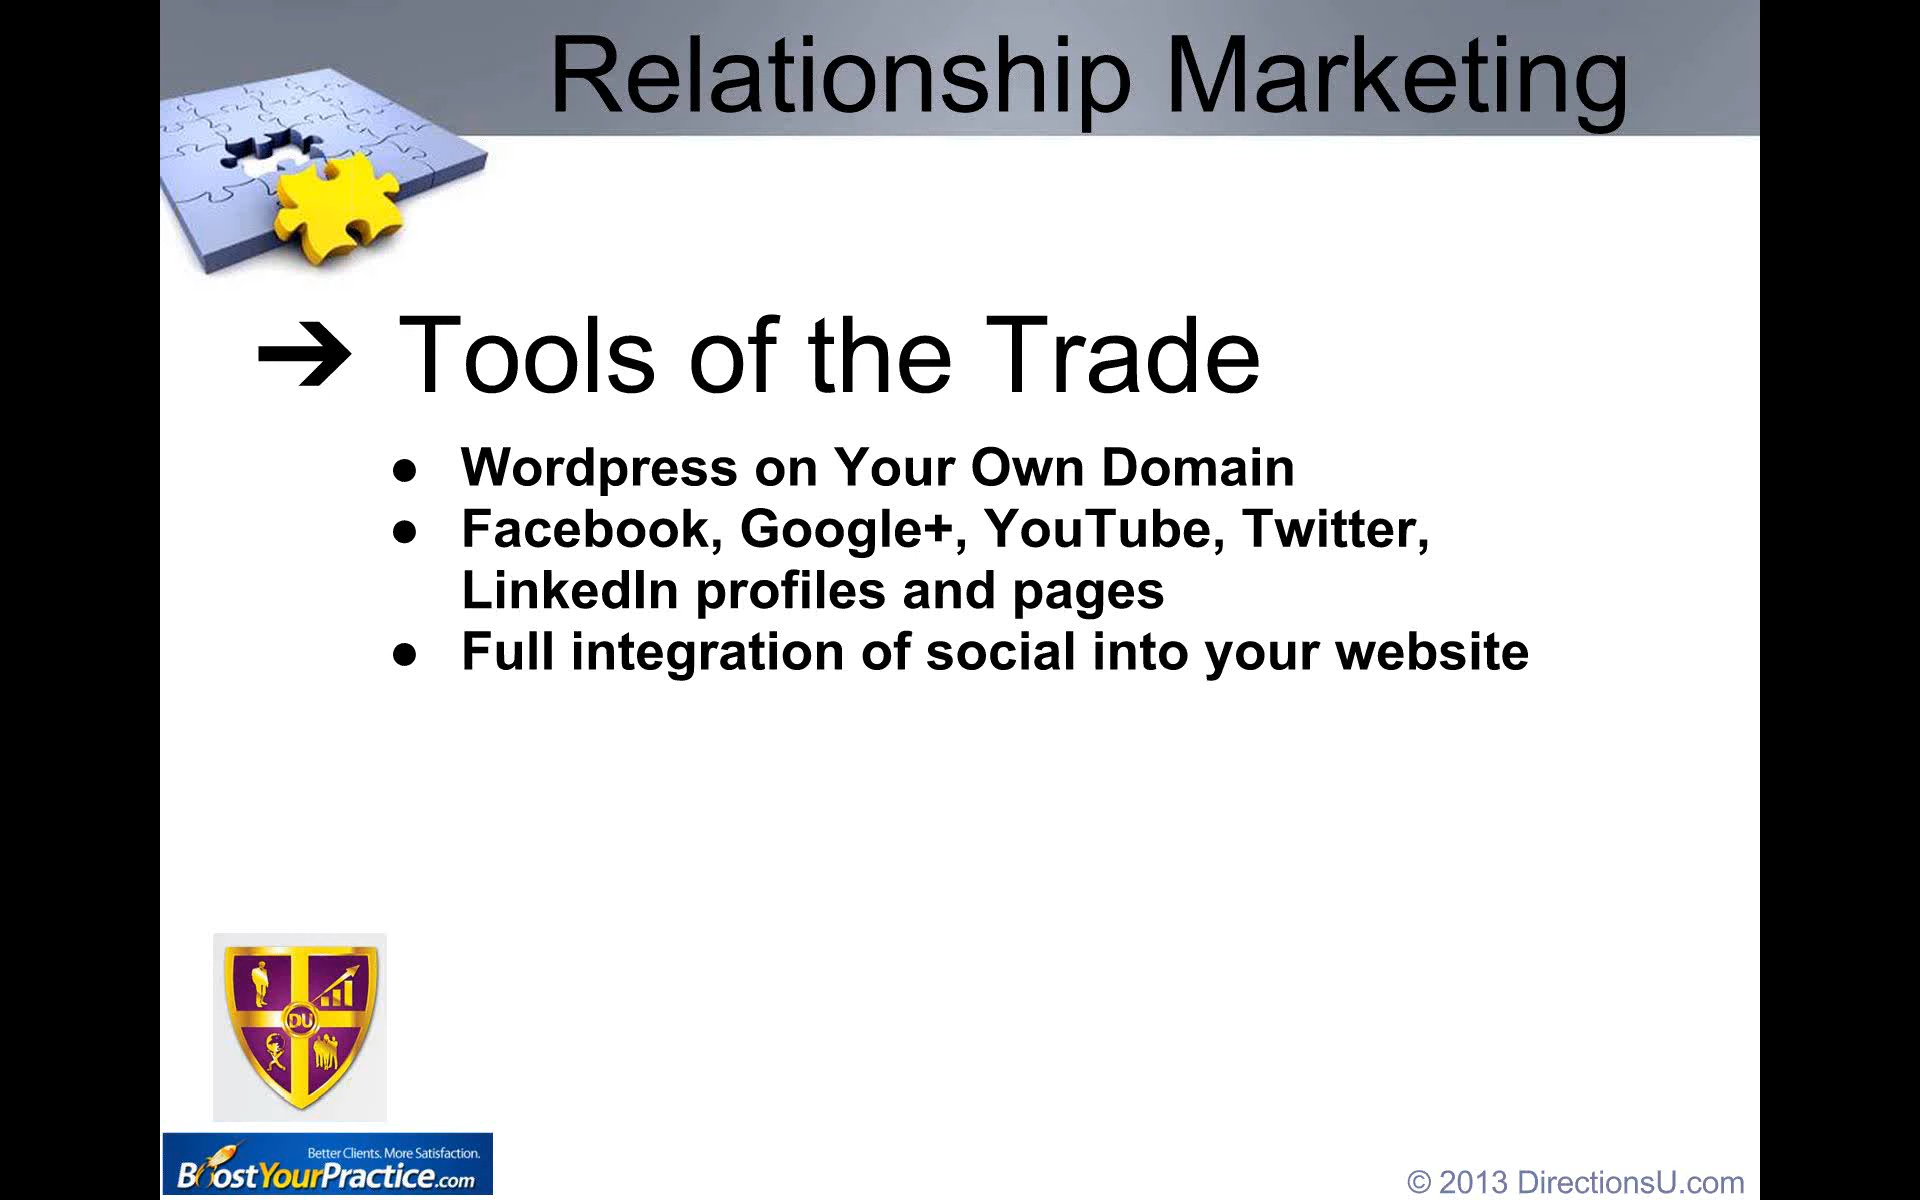 Relationship Marketing
➔ Tools of the Trade
● Wordpress on Your Own Domain
● Facebook, Google+, YouTube, Twitter,
LinkedIn profiles and pages
● Full integration of social into your website
DU
Better Clients. More Satisfaction.
BoostYourPractice.com
© 2013 DirectionsU.com